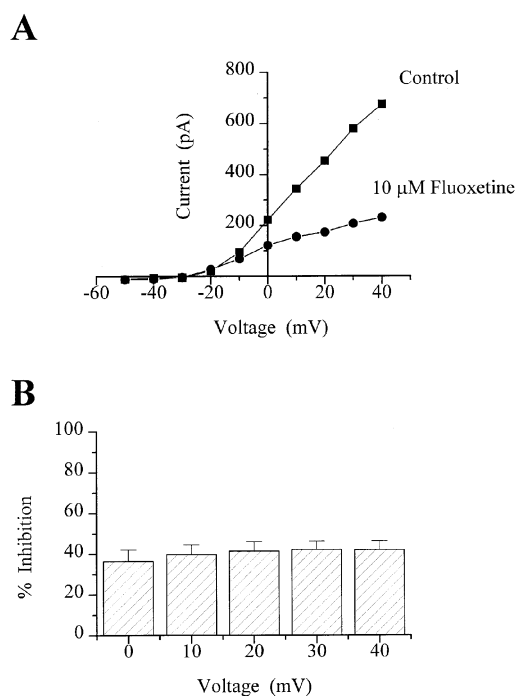 A
800
600
400
200
Current (pA)
Control
10 µM Fluoxetine
-60 -40 -20 0 20 40
Voltage (mV)
B
100
80
60
40
20
0
% Inhibition
0 10 20 30 40
Voltage (mV)